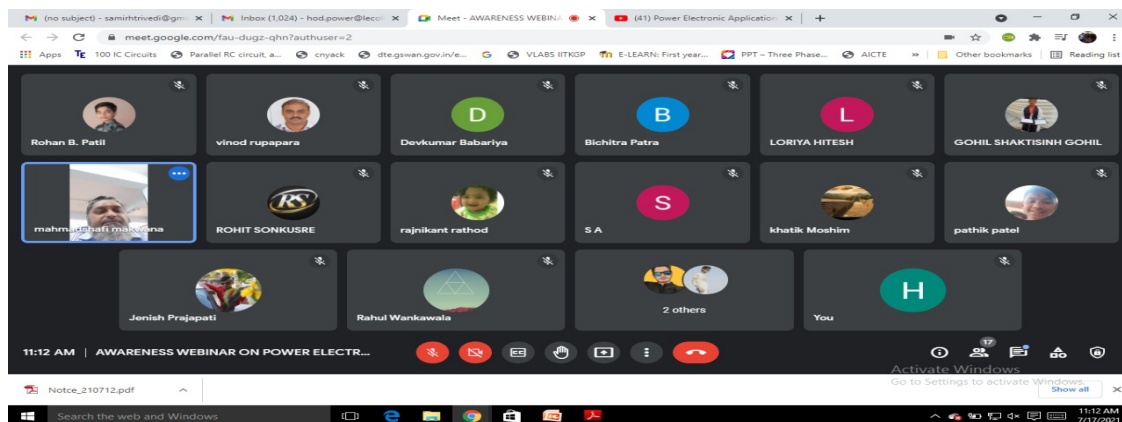 (no subject) - samirhtrivedi@gm
Inbox (1,024) - hod.power@lecol
Meet - AWARENESS WEBINA
(41) Power Electronic Application
meet.google.com/fau-dugz-qhn?authuser=2
Apps
TE 100 IC Circuits
Parallel RC circuit, a...
cnyack
dte.gswan.gov.in/e...
G
VLABS IITKGP
E-LEARN: First year...
PPT – Three Phase...
AICTE
»
Other bookmarks
Reading list
Rohan B. Patil
vinod rupapara
D
Devkumar Babariya
B
Bichitra Patra
L
LORIYA HITESH
GOHIL SHAKTISINH GOHIL
mahmadshafi makwana
RS
ROHIT SONKUSRE
rajnikant rathod
S
S A
khatik Moshim
pathik patel
Jenish Prajapati
Rahul Wankawala
2 others
H
You
11:12 AM | AWARENESS WEBINAR ON POWER ELECTR...
17
Activate Windows
Go to Settings to activate Windows.
Notce_210712.pdf
Show all
Search the web and Windows
11:12 AM
7/17/2021